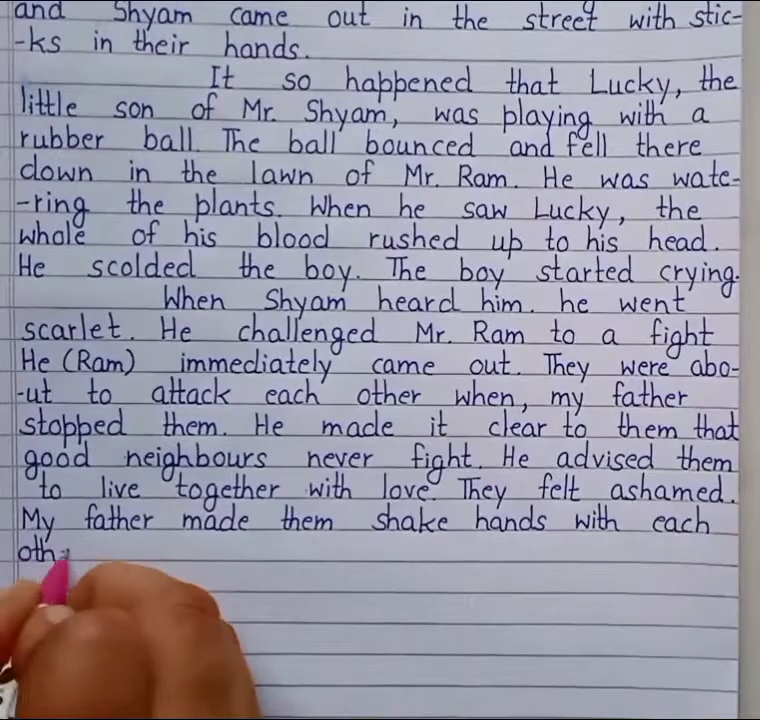 and Shyam came out in the street with stic-
-ks in their hands.
It so happened that Lucky, the
little son of Mr. Shyam, was playing with a
rubber ball. The ball bounced and fell there
down in the lawn of Mr. Ram. He was wate-
-ring the plants. When he saw Lucky, the
whole of his blood rushed up to his head.
He scolded the boy. The boy started crying.
When Shyam heard him. he went
scarlet. He challenged Mr. Ram to a fight
He (Ram) immediately came out. They were abo-
-ut to attack each other when, my father
stopped them. He made it clear to them that
good neighbours never fight. He advised them
to live together with love. They felt ashamed.
My father made them shake hands with each
oth